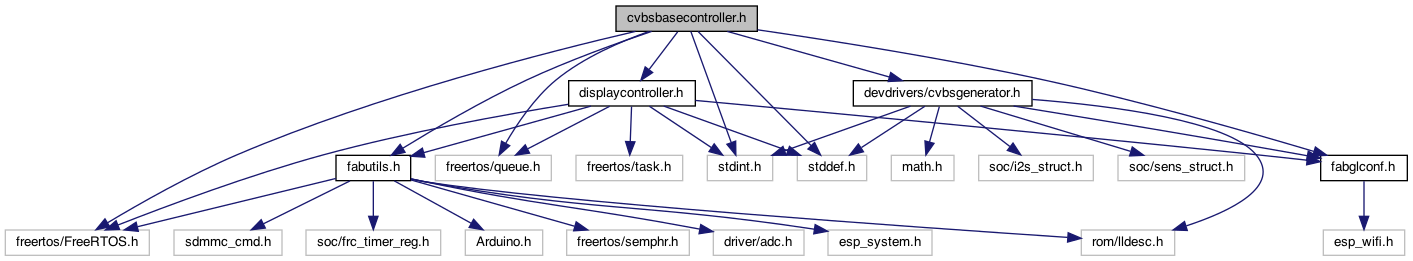 cvbsbasecontroller.h
displaycontroller.h
devdrivers/cvbsgenerator.h
fabutils.h
freertos/queue.h
freertos/task.h
stdint.h
stddef.h
math.h
soc/i2s_struct.h
soc/sens_struct.h
fabglconf.h
freertos/FreeRTOS.h
sdmmc_cmd.h
soc/frc_timer_reg.h
Arduino.h
freertos/semphr.h
driver/adc.h
esp_system.h
rom/lldesc.h
esp_wifi.h